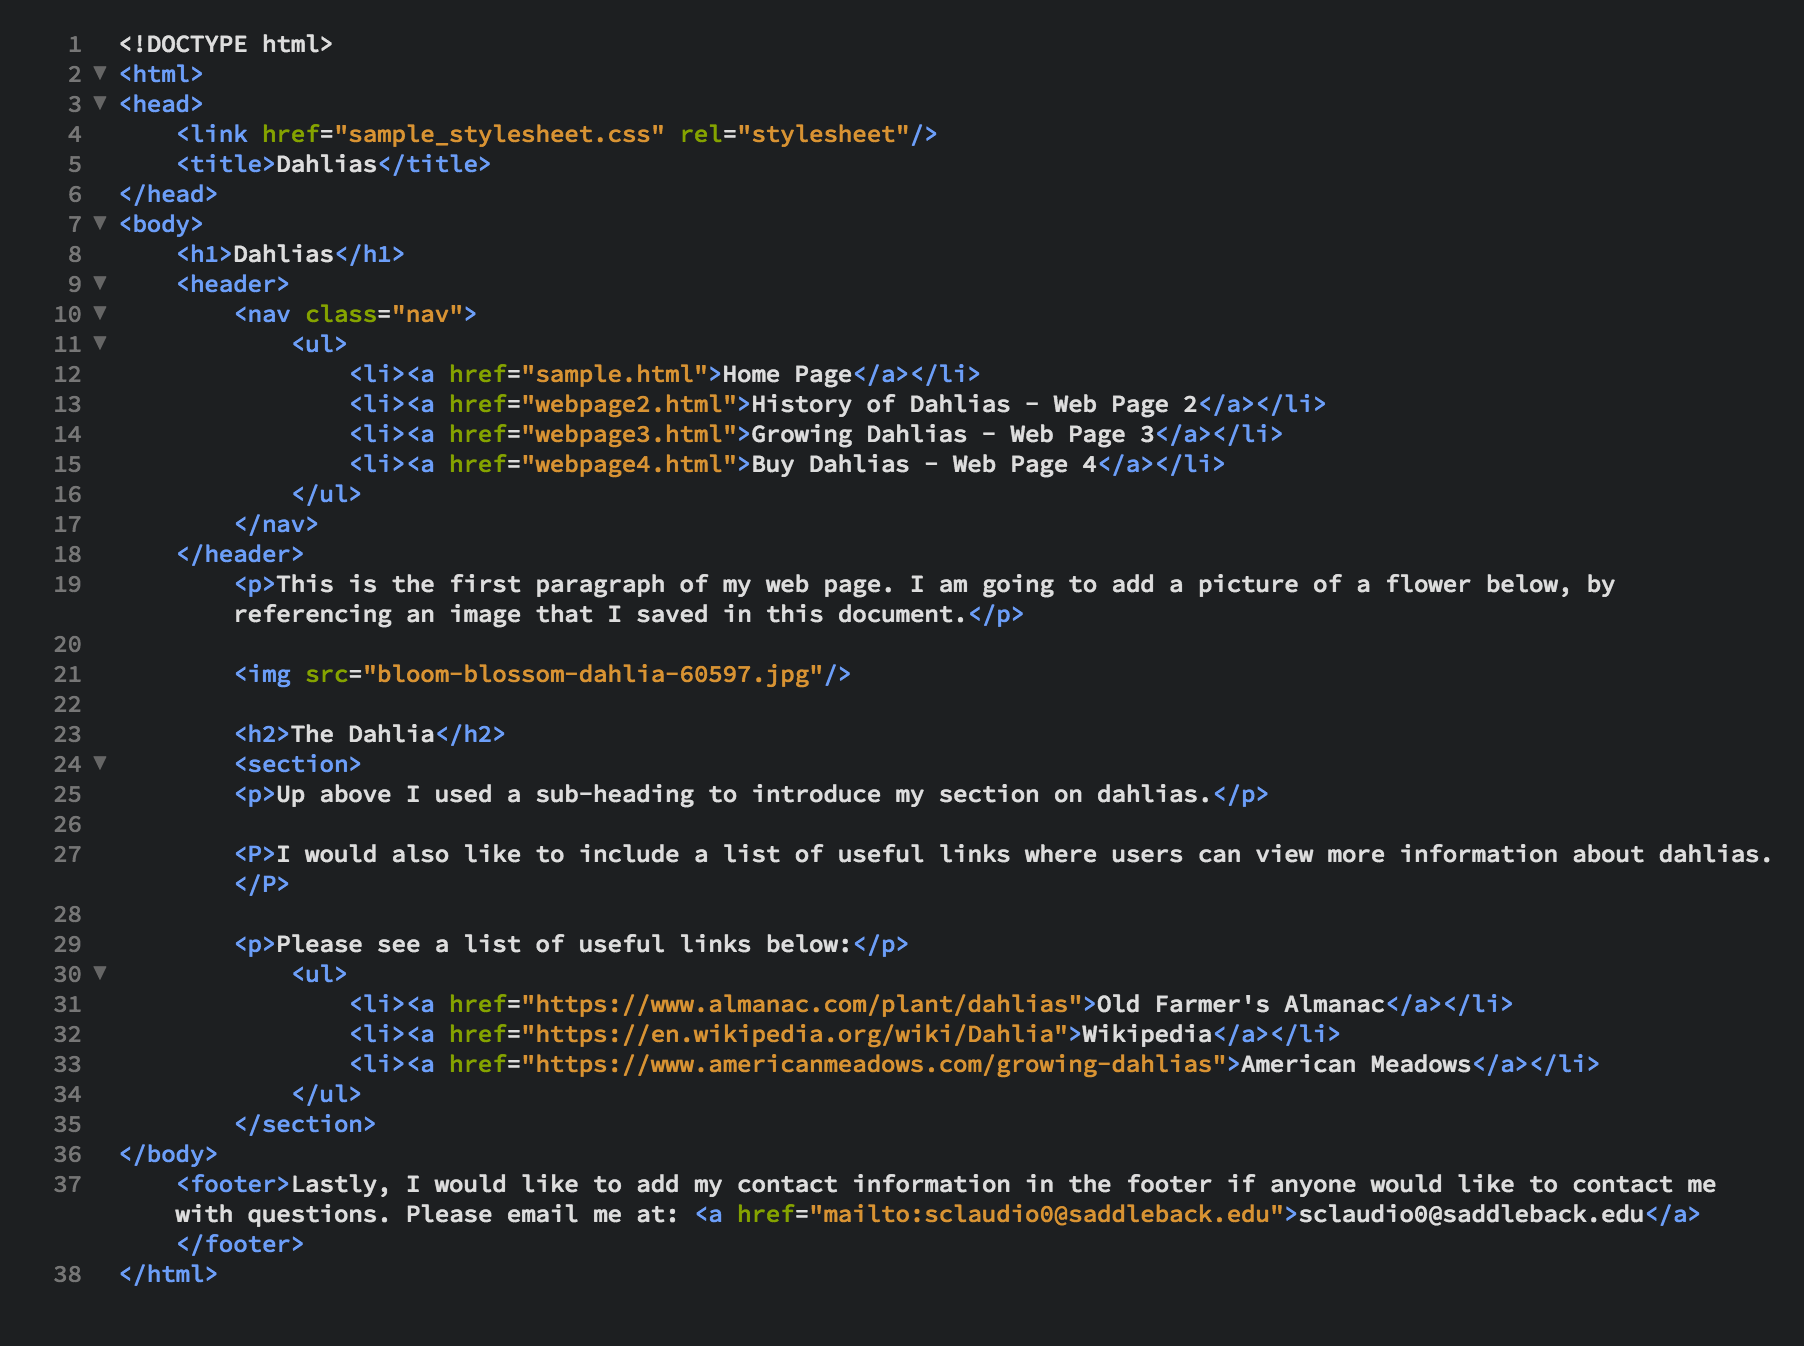 1 <!DOCTYPE html>
2 ▼ <html>
3 ▼ <head>
4 <link href="sample_stylesheet.css" rel="stylesheet"/>
5 <title>Dahlias</title>
6 </head>
7 ▼ <body>
8 <h1>Dahlias</h1>
9 ▼ <header>
10 ▼ <nav class="nav">
11 ▼ <ul>
12 <li><a href="sample.html">Home Page</a></li>
13 <li><a href="webpage2.html">History of Dahlias - Web Page 2</a></li>
14 <li><a href="webpage3.html">Growing Dahlias - Web Page 3</a></li>
15 <li><a href="webpage4.html">Buy Dahlias - Web Page 4</a></li>
16 </ul>
17 </nav>
18 </header>
19 <p>This is the first paragraph of my web page. I am going to add a picture of a flower below, by
referencing an image that I saved in this document.</p>
20
21 <img src="bloom-blossom-dahlia-60597.jpg"/>
22
23 <h2>The Dahlia</h2>
24 ▼ <section>
25 <p>Up above I used a sub-heading to introduce my section on dahlias.</p>
26
27 <P>I would also like to include a list of useful links where users can view more information about dahlias.
</P>
28
29 <p>Please see a list of useful links below:</p>
30 ▼ <ul>
31 <li><a href="https://www.almanac.com/plant/dahlias">Old Farmer's Almanac</a></li>
32 <li><a href="https://en.wikipedia.org/wiki/Dahlia">Wikipedia</a></li>
33 <li><a href="https://www.americanmeadows.com/growing-dahlias">American Meadows</a></li>
34 </ul>
35 </section>
36 </body>
37 <footer>Lastly, I would like to add my contact information in the footer if anyone would like to contact me
with questions. Please email me at: <a href="mailto:sclaudio0@saddleback.edu">sclaudio0@saddleback.edu</a>
</footer>
38 </html>